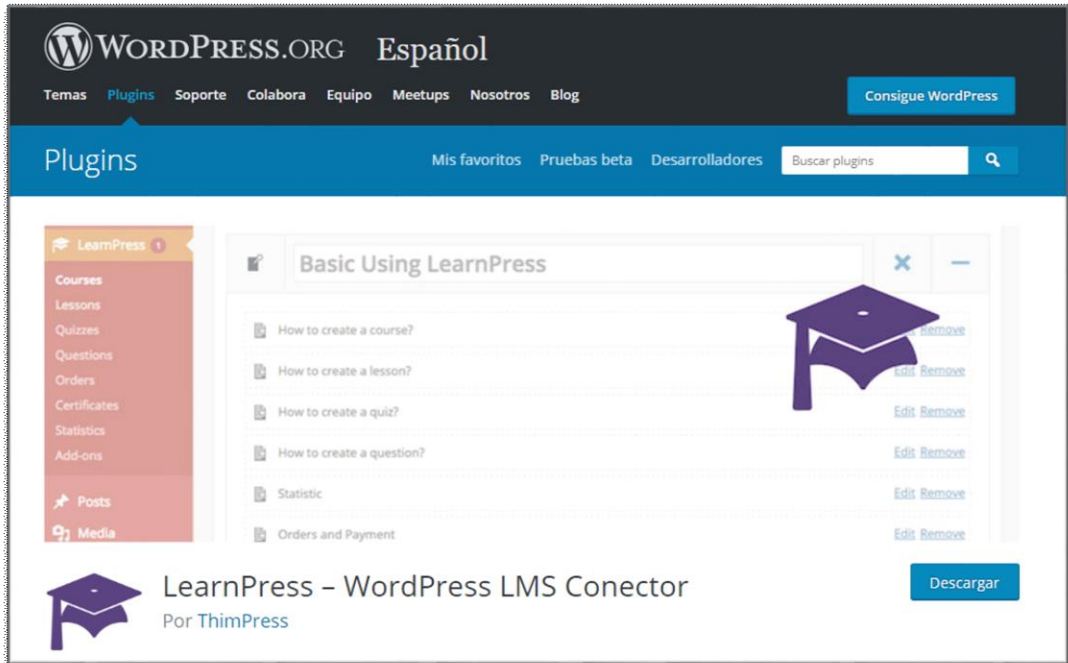 WORDPRESS.ORG Español
Temas Plugins Soporte Colabora Equipo Meetups Nosotros Blog Consigue WordPress
Plugins Mis favoritos Pruebas beta Desarrolladores Buscar plugins
LearnPress 1
Courses
Lessons
Quizzes
Questions
Orders
Certificates
Statistics
Add-ons
Posts
Media
Basic Using LearnPress
How to create a course? Remove
How to create a lesson? Edit Remove
How to create a quiz? Edit Remove
How to create a question? Edit Remove
Statistic Edit Remove
Orders and Payment Edit Remove
LearnPress – WordPress LMS Conector
Por ThimPress
Descargar